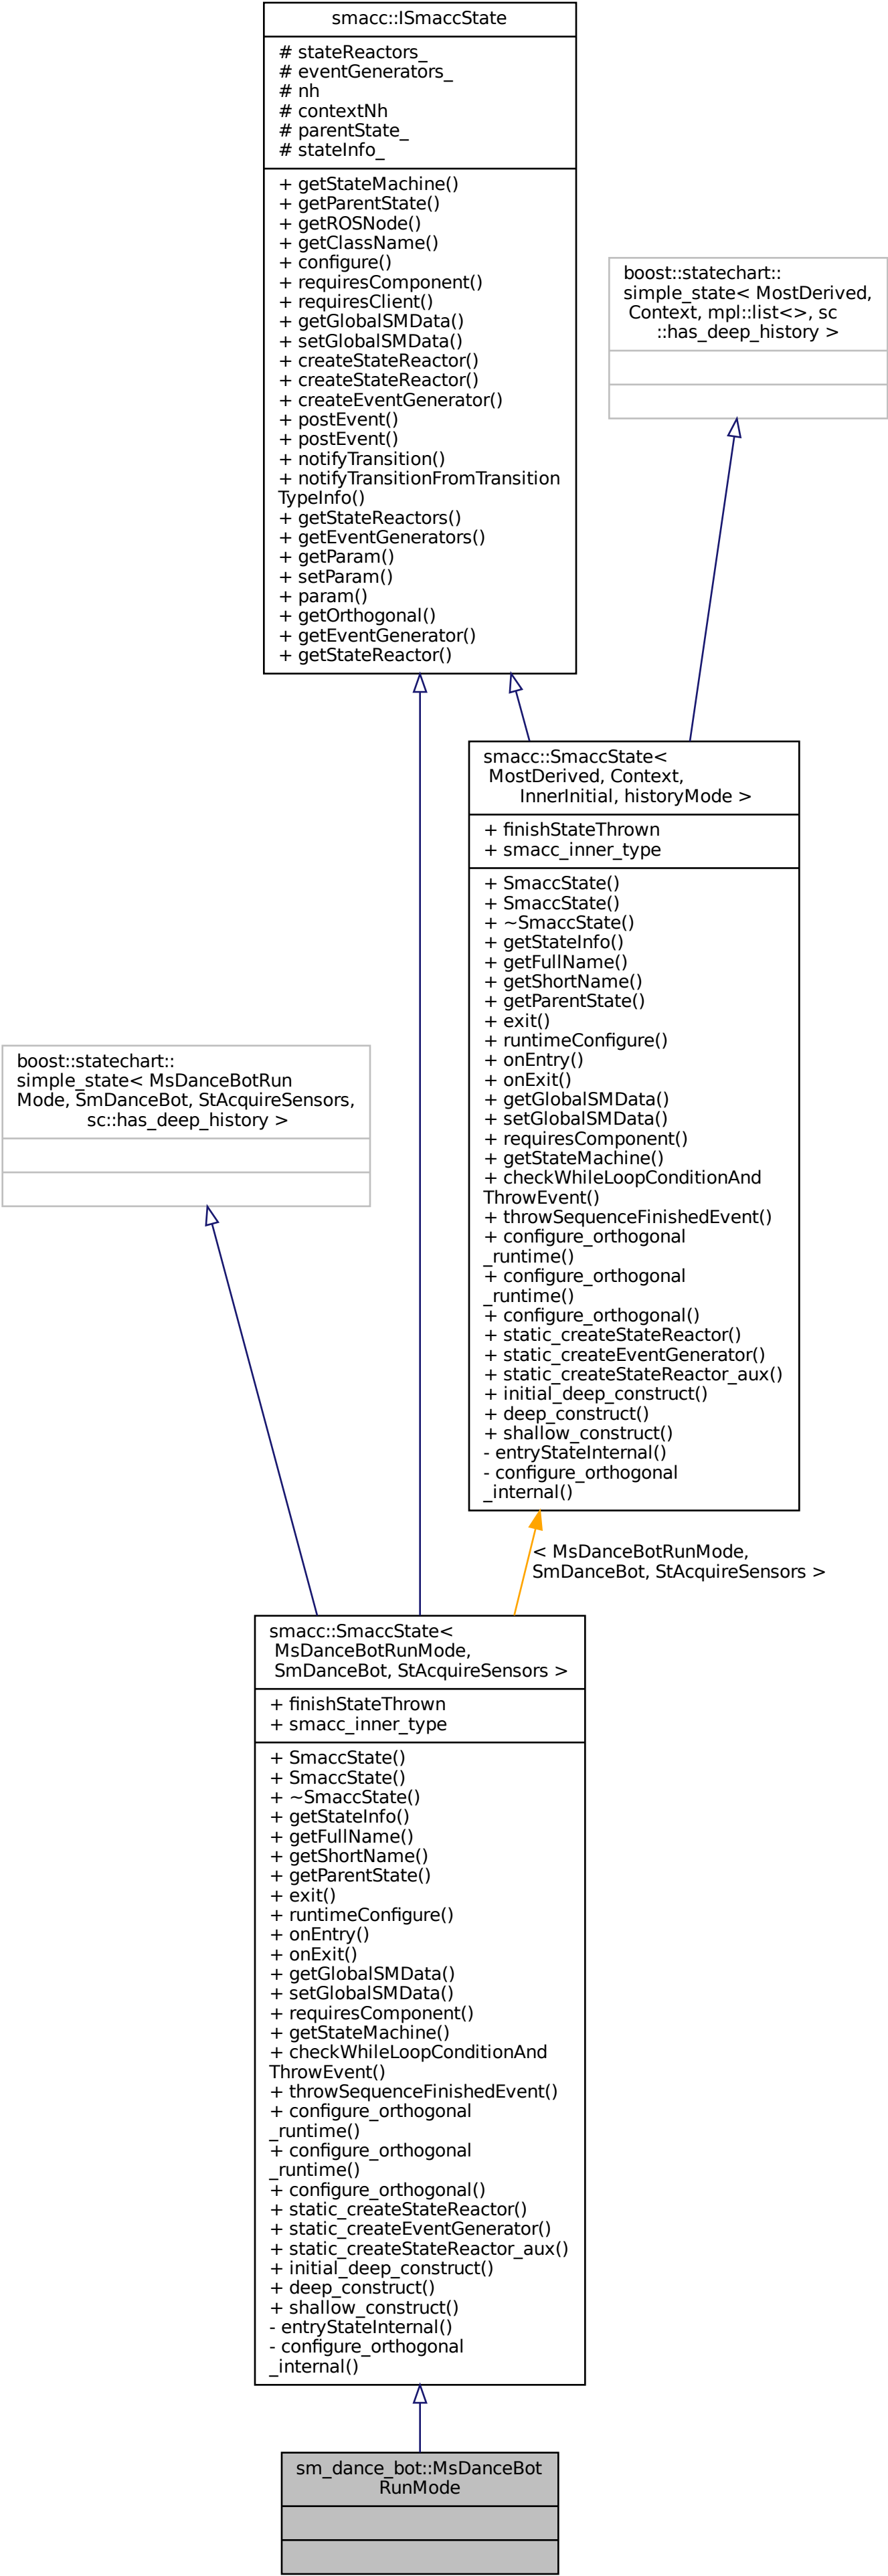 smacc::ISmaccState
# stateReactors_
# eventGenerators_
# nh
# contextNh
# parentState_
# stateInfo_
+ getStateMachine()
+ getParentState()
+ getROSNode()
+ getClassName()
+ configure()
+ requiresComponent()
+ requiresClient()
+ getGlobalSMData()
+ setGlobalSMData()
+ createStateReactor()
+ createStateReactor()
+ createEventGenerator()
+ postEvent()
+ postEvent()
+ notifyTransition()
+ notifyTransitionFromTransition
TypeInfo()
+ getStateReactors()
+ getEventGenerators()
+ getParam()
+ setParam()
+ param()
+ getOrthogonal()
+ getEventGenerator()
+ getStateReactor()
boost::statechart::
simple_state< MostDerived,
Context, mpl::list<>, sc
::has_deep_history >
smacc::SmaccState<
MostDerived, Context,
InnerInitial, historyMode >
+ finishStateThrown
+ smacc_inner_type
+ SmaccState()
+ SmaccState()
+ ~SmaccState()
+ getStateInfo()
+ getFullName()
+ getShortName()
+ getParentState()
+ exit()
+ runtimeConfigure()
+ onEntry()
+ onExit()
+ getGlobalSMData()
+ setGlobalSMData()
+ requiresComponent()
+ getStateMachine()
+ checkWhileLoopConditionAnd
ThrowEvent()
+ throwSequenceFinishedEvent()
+ configure_orthogonal
_runtime()
+ configure_orthogonal
_runtime()
+ configure_orthogonal()
+ static_createStateReactor()
+ static_createEventGenerator()
+ static_createStateReactor_aux()
+ initial_deep_construct()
+ deep_construct()
+ shallow_construct()
- entryStateInternal()
- configure_orthogonal
_internal()
boost::statechart::
simple_state< MsDanceBotRun
Mode, SmDanceBot, StAcquireSensors,
sc::has_deep_history >
< MsDanceBotRunMode,
SmDanceBot, StAcquireSensors >
smacc::SmaccState<
MsDanceBotRunMode,
SmDanceBot, StAcquireSensors >
+ finishStateThrown
+ smacc_inner_type
+ SmaccState()
+ SmaccState()
+ ~SmaccState()
+ getStateInfo()
+ getFullName()
+ getShortName()
+ getParentState()
+ exit()
+ runtimeConfigure()
+ onEntry()
+ onExit()
+ getGlobalSMData()
+ setGlobalSMData()
+ requiresComponent()
+ getStateMachine()
+ checkWhileLoopConditionAnd
ThrowEvent()
+ throwSequenceFinishedEvent()
+ configure_orthogonal
_runtime()
+ configure_orthogonal
_runtime()
+ configure_orthogonal()
+ static_createStateReactor()
+ static_createEventGenerator()
+ static_createStateReactor_aux()
+ initial_deep_construct()
+ deep_construct()
+ shallow_construct()
- entryStateInternal()
- configure_orthogonal
_internal()
sm_dance_bot::MsDanceBot
RunMode